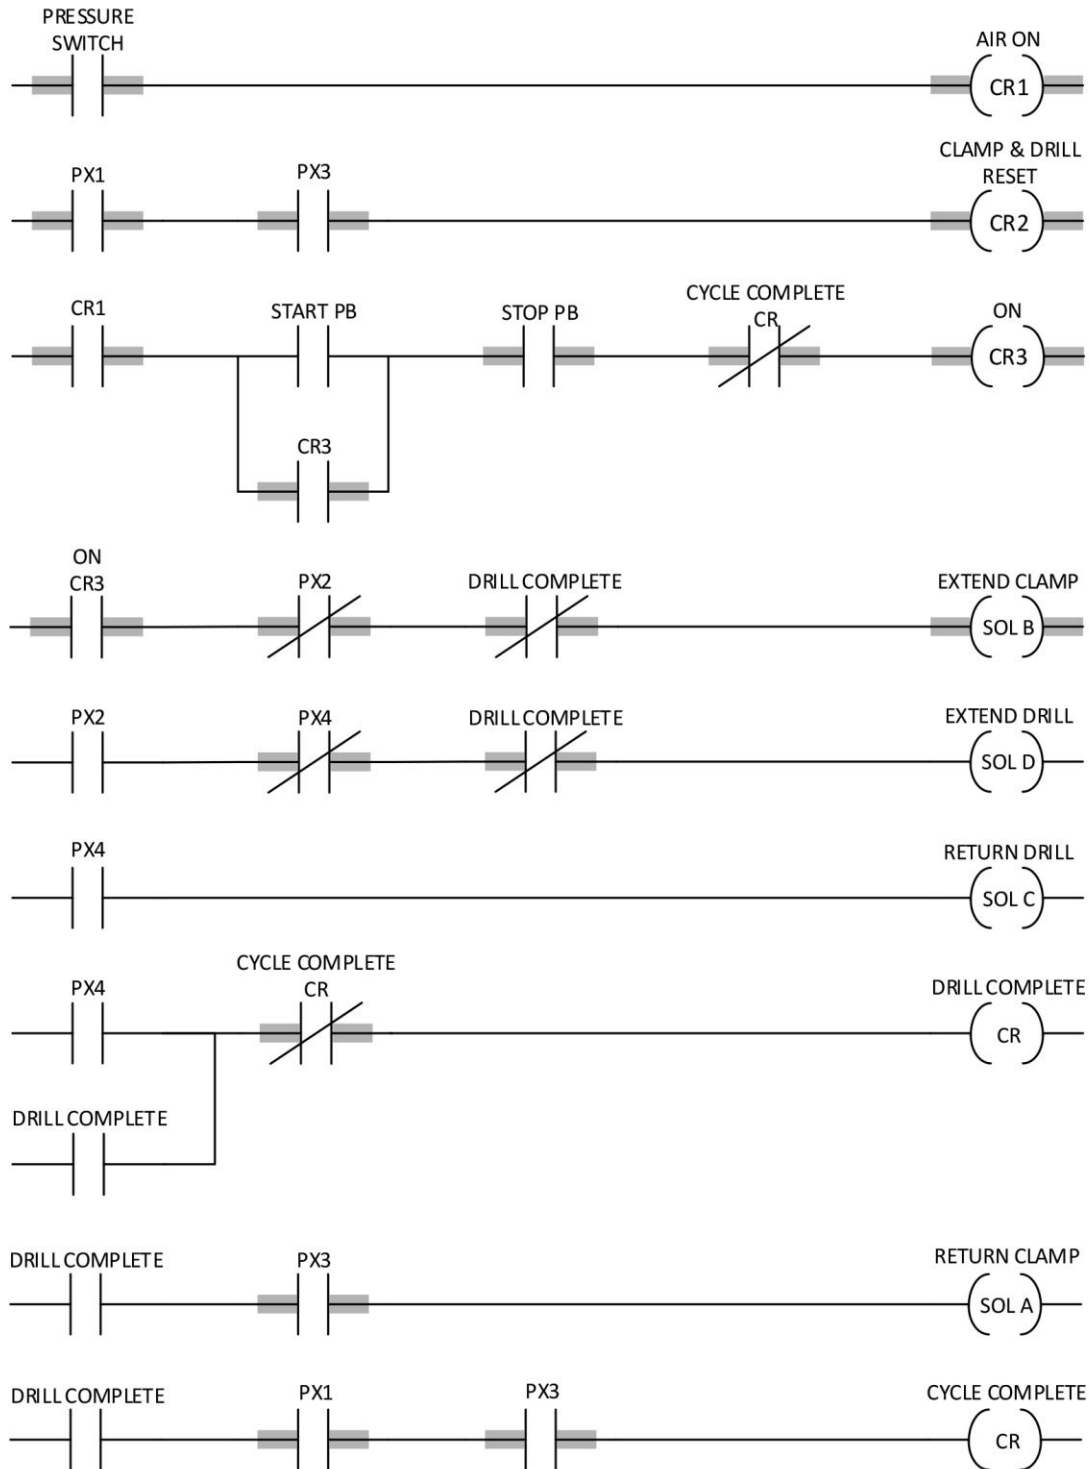 PRESSURE
SWITCH
AIR ON
CR1
PX1
PX3
CLAMP & DRILL
RESET
CR2
CR1
START PB
STOP PB
CYCLE COMPLETE
CR
ON
CR3
CR3
ON
CR3
PX2
DRILL COMPLETE
EXTEND CLAMP
SOL B
PX2
PX4
DRILL COMPLETE
EXTEND DRILL
SOL D
PX4
RETURN DRILL
SOL C
PX4
CYCLE COMPLETE
CR
DRILL COMPLETE
CR
DRILL COMPLETE
DRILL COMPLETE
PX3
RETURN CLAMP
SOL A
DRILL COMPLETE
PX1
PX3
CYCLE COMPLETE
CR